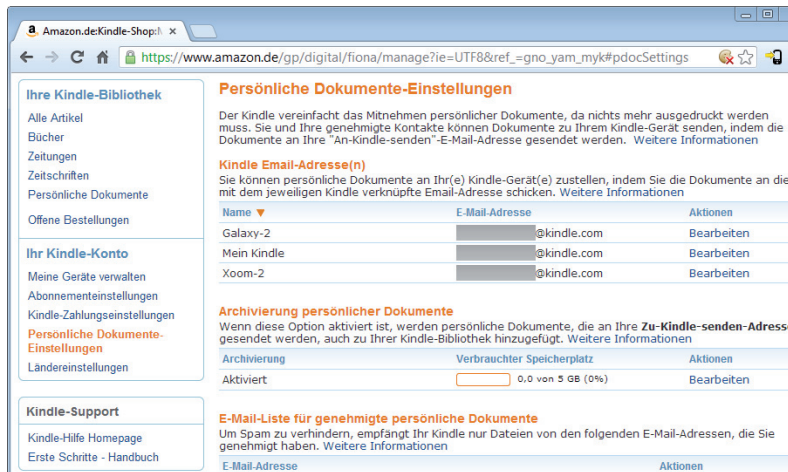 Amazon.de:Kindle-Shop:
https://www.amazon.de/gp/digital/fiona/manage?ie=UTF8&ref_=gno_yam_myk#pdocSettings
Ihre Kindle-Bibliothek
Alle Artikel
Bücher
Zeitungen
Zeitschriften
Persönliche Dokumente
Offene Bestellungen
Ihr Kindle-Konto
Meine Geräte verwalten
Abonnementeinstellungen
Kindle-Zahlungseinstellungen
Persönliche Dokumente-
Einstellungen
Ländereinstellungen
Kindle-Support
Kindle-Hilfe Homepage
Erste Schritte - Handbuch
Persönliche Dokumente-Einstellungen
Der Kindle vereinfacht das Mitnehmen persönlicher Dokumente, da nichts mehr ausgedruckt werden
muss. Sie und Ihre genehmigte Kontakte können Dokumente zu Ihrem Kindle-Gerät senden, indem die
Dokumente an Ihre "An-Kindle-senden"-E-Mail-Adresse gesendet werden. Weitere Informationen
Kindle Email-Adresse(n)
Sie können persönliche Dokumente an Ihr(e) Kindle-Gerät(e) zustellen, indem Sie die Dokumente an die
mit dem jeweiligen Kindle verknüpfte Email-Adresse schicken. Weitere Informationen
Name ▼ E-Mail-Adresse Aktionen
Galaxy-2 @kindle.com Bearbeiten
Mein Kindle @kindle.com Bearbeiten
Xoom-2 @kindle.com Bearbeiten
Archivierung persönlicher Dokumente
Wenn diese Option aktiviert ist, werden persönliche Dokumente, die an Ihre Zu-Kindle-senden-Adresse
gesendet werden, auch zu Ihrer Kindle-Bibliothek hinzugefügt. Weitere Informationen
Archivierung Verbrauchter Speicherplatz Aktionen
Aktiviert 0,0 von 5 GB (0%) Bearbeiten
E-Mail-Liste für genehmigte persönliche Dokumente
Um Spam zu verhindern, empfängt Ihr Kindle nur Dateien von den folgenden E-Mail-Adressen, die Sie
genehmigt haben. Weitere Informationen
E-Mail-Adresse Aktionen